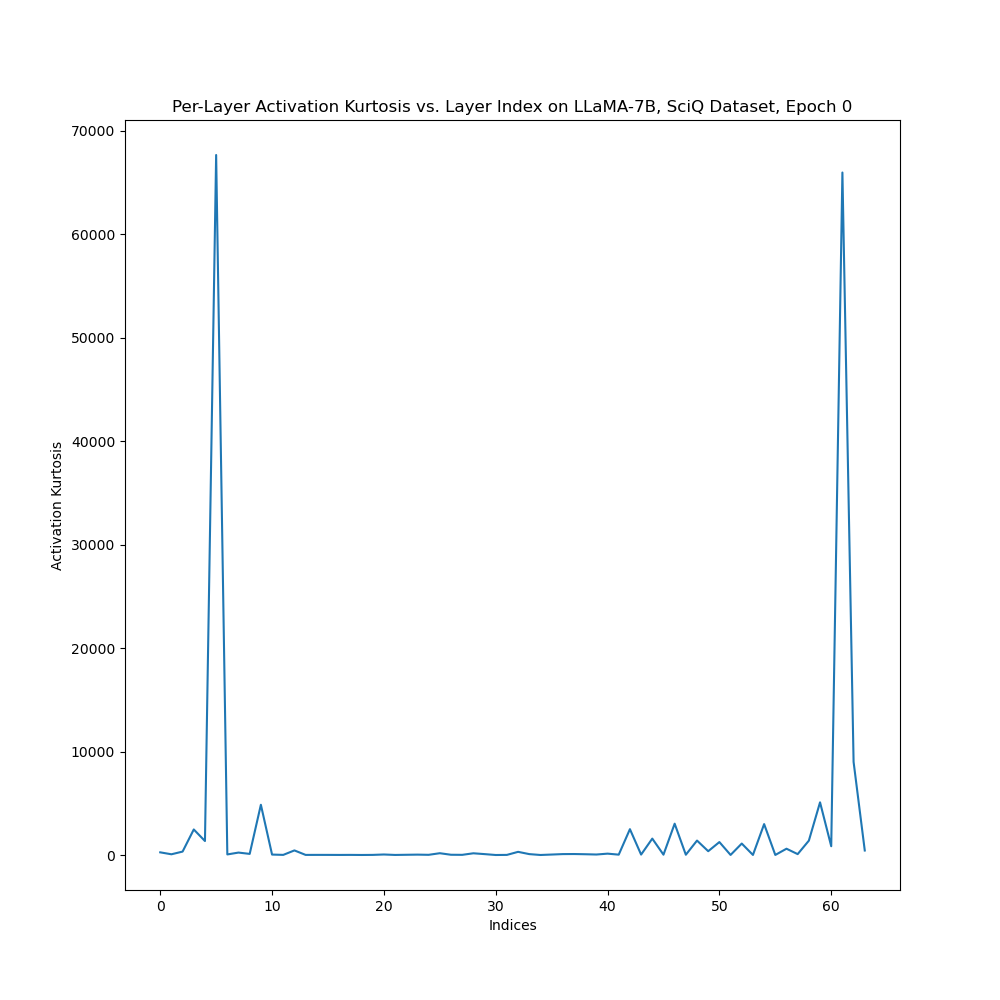 Per-Layer Activation Kurtosis vs. Layer Index on LLaMA-7B, SciQ Dataset, Epoch 0
70000
60000
50000
40000
30000
20000
10000
0
Activation Kurtosis
0 10 20 30 40 50 60
Indices